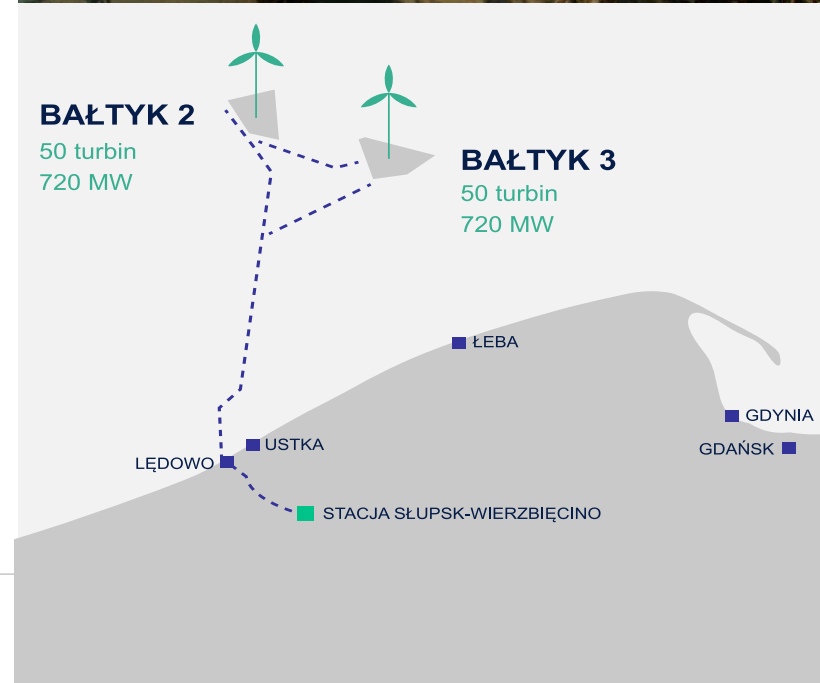 BAŁTYK 2
50 turbin
720 MW
BAŁTYK 3
50 turbin
720 MW
ŁEBA
GDYNIA
USTKA
GDAŃSK
LĘDOWO
STACJA SŁUPSK-WIERZBIĘCINO